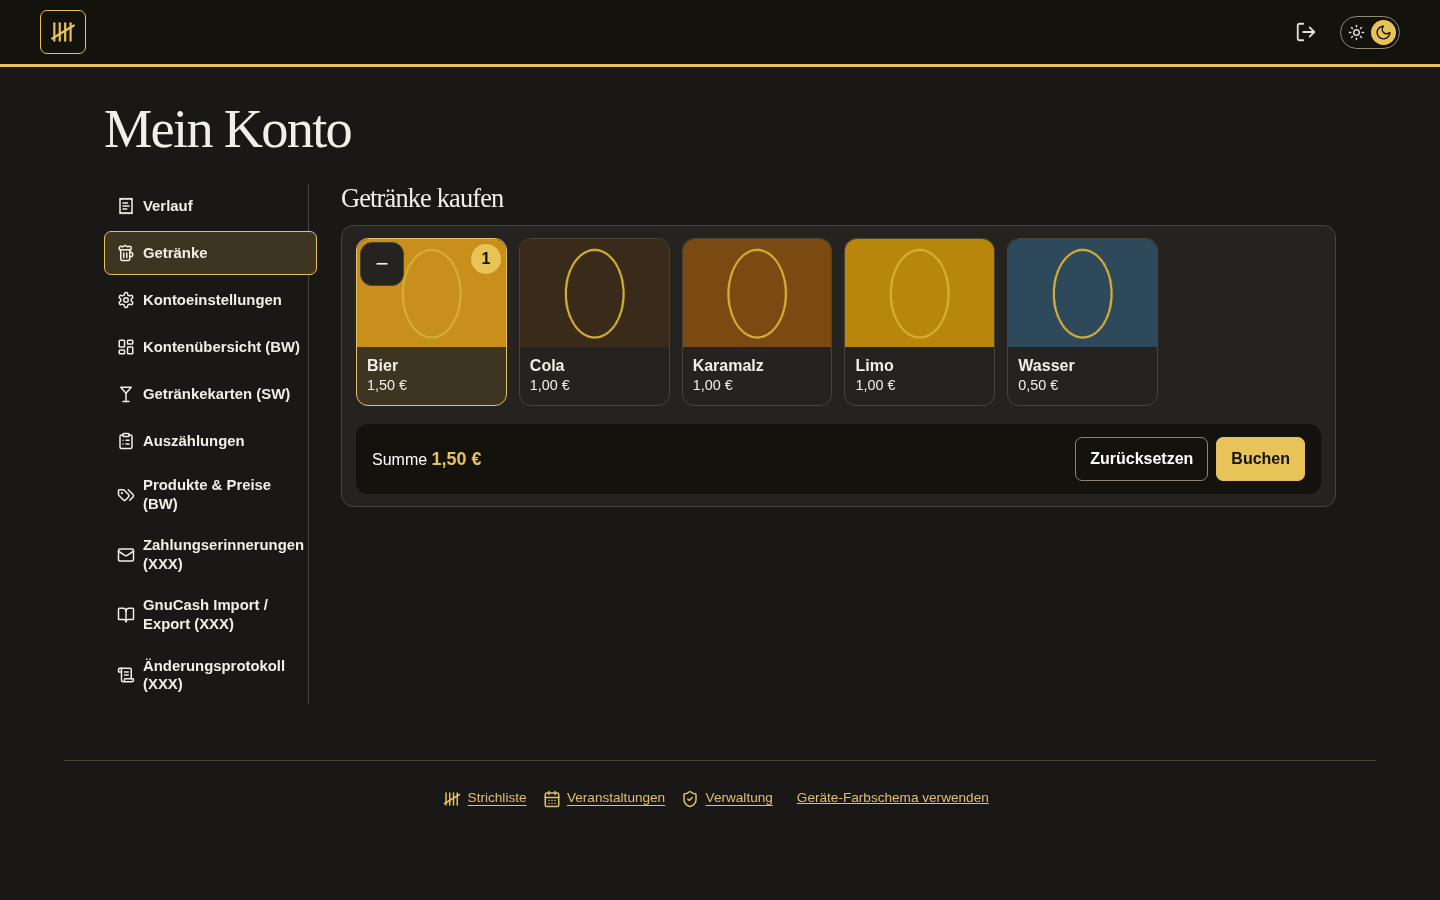 Mein Konto
Verlauf
Getränke
Kontoeinstellungen
Kontenübersicht (BW)
Getränkekarten (SW)
Auszählungen
Produkte & Preise
(BW)
Zahlungserinnerungen
(XXX)
GnuCash Import /
Export (XXX)
Änderungsprotokoll
(XXX)
Getränke kaufen
1
Bier
1,50 €
Cola
1,00 €
Karamalz
1,00 €
Limo
1,00 €
Wasser
0,50 €
Summe 1,50 €
Zurücksetzen
Buchen
Strichliste
Veranstaltungen
Verwaltung
Geräte-Farbschema verwenden